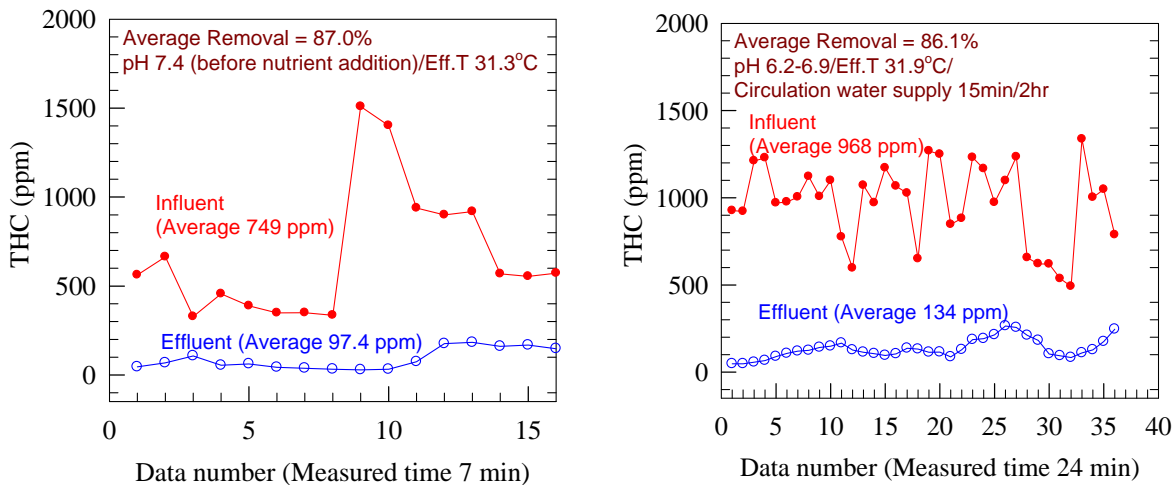 2000
1500
1000
500
0
THC (ppm)
Average Removal = 87.0%
pH 7.4 (before nutrient addition)/Eff.T 31.3°C
Influent
(Average 749 ppm)
Effluent (Average 97.4 ppm)
0 5 10 15
Data number (Measured time 7 min)
2000
1500
1000
500
0
THC (ppm)
Average Removal = 86.1%
pH 6.2-6.9/Eff.T 31.9°C/
Circulation water supply 15min/2hr
Influent
(Average 968 ppm)
Effluent (Average 134 ppm)
0 5 10 15 20 25 30 35 40
Data number (Measured time 24 min)